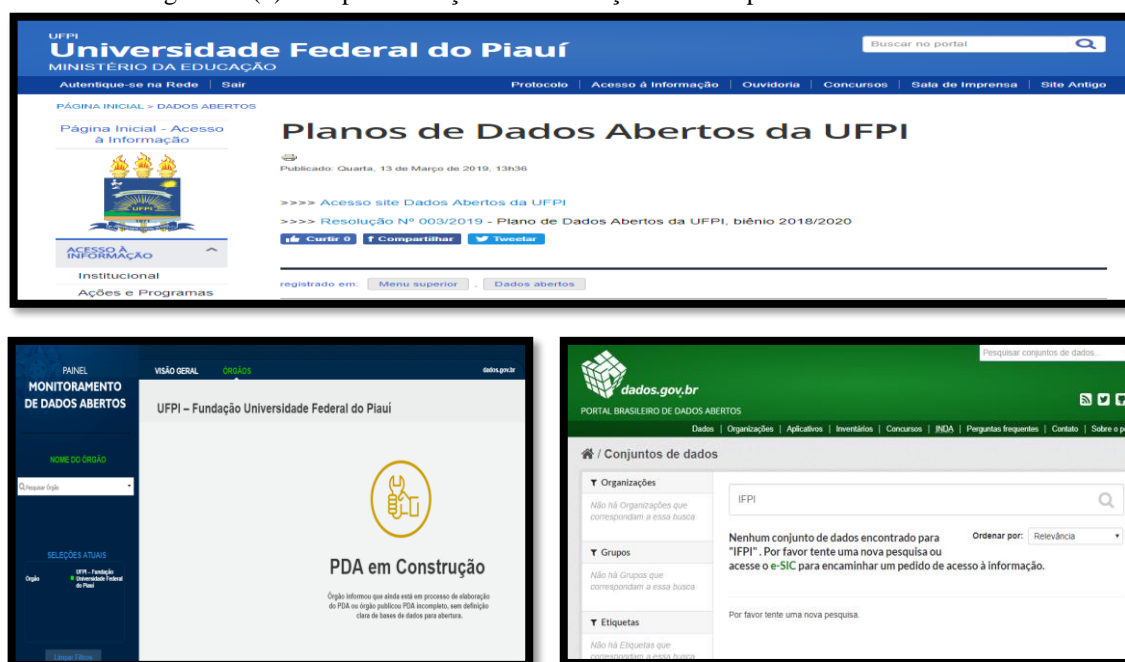 UFPI
Universidade Federal do Piauí
MINISTÉRIO DA EDUCAÇÃO
Buscar no portal
Autentique-se na Rede | Sair
Protocolo | Acesso à Informação | Ouvidoria | Concursos | Sala de Imprensa | Site Antigo
PÁGINA INICIAL > DADOS ABERTOS
Página Inicial - Acesso
à Informação
UFPI
ACESSO À
INFORMAÇÃO
Institucional
Ações e Programas
Planos de Dados Abertos da UFPI
Publicado: Quarta, 13 de Março de 2019, 13h36
>>>> Acesso site Dados Abertos da UFPI
>>>> Resolução Nº 003/2019 - Plano de Dados Abertos da UFPI, biênio 2018/2020
Curtir 0 Compartilhar Tweetar
registrado em: Menu superior , Dados abertos
PAINEL
MONITORAMENTO
DE DADOS ABERTOS
NOME DO ÓRGÃO
Pesquisar Órgão
SELEÇÕES ATUAIS
Órgão
UFPI – Fundação
Universidade Federal
do Piauí
Limpar Filtros
VISÃO GERAL ÓRGÃOS dados.gov.br
UFPI – Fundação Universidade Federal do Piauí
PDA em Construção
Órgão informou que ainda está em processo de elaboração
do PDA ou órgão publicou PDA incompleto, sem definição
clara de bases de dados para abertura.
Pesquisar conjuntos de dados...
dados.gov.br
PORTAL BRASILEIRO DE DADOS ABERTOS
Dados | Organizações | Aplicativos | Inventários | Concursos | INDA | Perguntas frequentes | Contato | Sobre o
/ Conjuntos de dados
Organizações
Não há Organizações que
correspondam a essa busca
Grupos
Não há Grupos que
correspondam a essa busca
Etiquetas
Não há Etiquetas que
correspondam a essa busca
IFPI
Nenhum conjunto de dados encontrado para
"IFPI" . Por favor tente uma nova pesquisa ou
acesse o e-SIC para encaminhar um pedido de acesso à informação.
Ordenar por: Relevância
Por favor tente uma nova pesquisa.